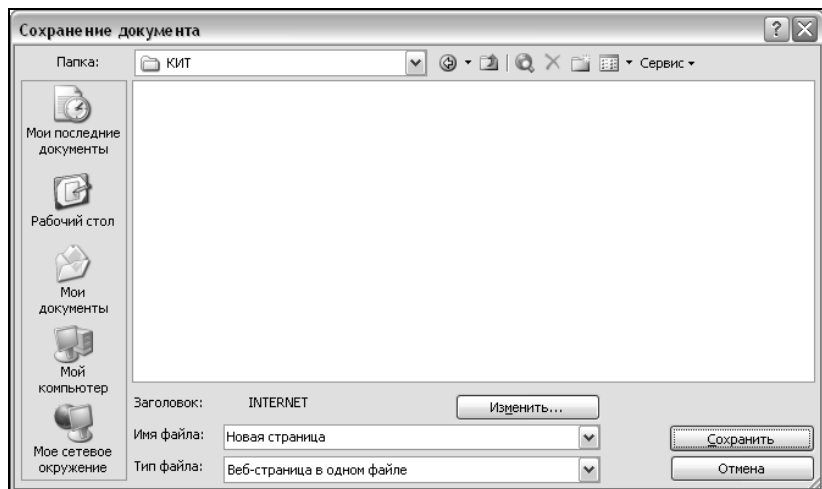 Сохранение документа
Папка:
КИТ
Сервис
Мои последние
документы
Рабочий стол
Мои
документы
Мой
компьютер
Мое сетевое
окружение
Заголовок:
INTERNET
Изменить...
Имя файла:
Новая страница
Сохранить
Тип файла:
Веб-страница в одном файле
Отмена